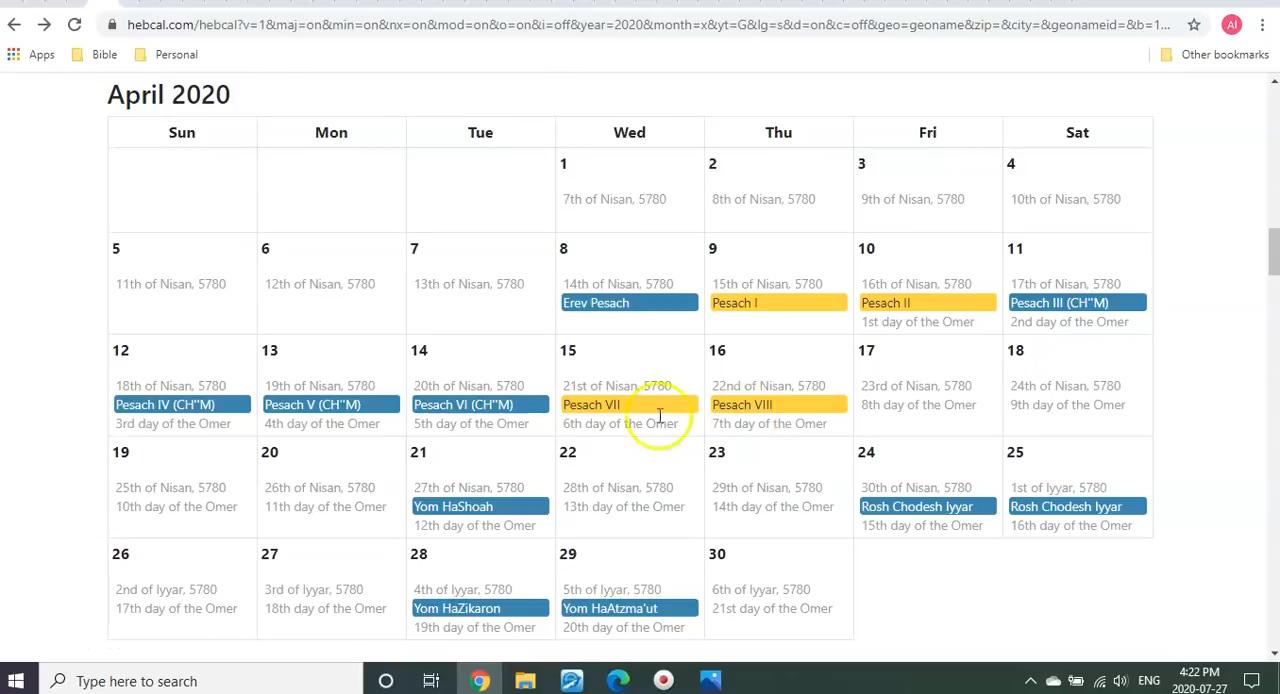 hebcal.com/hebcal?v=1&maj=on&min=on&nx=on&mod=on&o=on&i=off&year=2020&month=x&yt=G&lg=s&d=on&c=off&geo=geoname&zip=&city=&geonameid=&b=1...
AI
Apps Bible Personal Other bookmarks
April 2020
Sun Mon Tue Wed Thu Fri Sat
1 2 3 4
7th of Nisan, 5780 8th of Nisan, 5780 9th of Nisan, 5780 10th of Nisan, 5780
5 6 7 8 9 10 11
11th of Nisan, 5780 12th of Nisan, 5780 13th of Nisan, 5780 14th of Nisan, 5780 15th of Nisan, 5780 16th of Nisan, 5780 17th of Nisan, 5780
Erev Pesach Pesach I Pesach II Pesach III (CH''M)
1st day of the Omer 2nd day of the Omer
12 13 14 15 16 17 18
18th of Nisan, 5780 19th of Nisan, 5780 20th of Nisan, 5780 21st of Nisan, 5780 22nd of Nisan, 5780 23rd of Nisan, 5780 24th of Nisan, 5780
Pesach IV (CH''M) Pesach V (CH''M) Pesach VI (CH''M) Pesach VII Pesach VIII 8th day of the Omer 9th day of the Omer
3rd day of the Omer 4th day of the Omer 5th day of the Omer 6th day of the Omer 7th day of the Omer
19 20 21 22 23 24 25
25th of Nisan, 5780 26th of Nisan, 5780 27th of Nisan, 5780 28th of Nisan, 5780 29th of Nisan, 5780 30th of Nisan, 5780 1st of Iyyar, 5780
10th day of the Omer 11th day of the Omer Yom HaShoah 13th day of the Omer 14th day of the Omer Rosh Chodesh Iyyar Rosh Chodesh Iyyar
12th day of the Omer 15th day of the Omer 16th day of the Omer
26 27 28 29 30
2nd of Iyyar, 5780 3rd of Iyyar, 5780 4th of Iyyar, 5780 5th of Iyyar, 5780 6th of Iyyar, 5780
17th day of the Omer 18th day of the Omer Yom HaZikaron Yom HaAtzma'ut 21st day of the Omer
19th day of the Omer 20th day of the Omer
Type here to search ENG 4:22 PM
2020-07-27